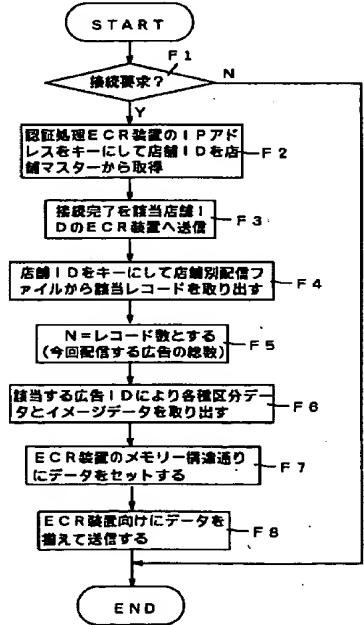 START
F1
接続要求?
N
Y
認証処理ECR装置のIPアド
レスをキーにして店舗IDを店
舗マスターから取得
F2
接続完了を該当店舗I
DのECR装置へ送信
F3
店舗IDをキーにして店舗別配信フ
ァイルから該当レコードを取り出す
F4
N=レコード数とする
(今回配信する広告の総数)
F5
該当する広告IDにより各種区分デー
タとイメージデータを取り出す
F6
ECR装置のメモリー構造通り
にデータをセットする
F7
ECR装置向けにデータを
揃えて送信する
F8
END